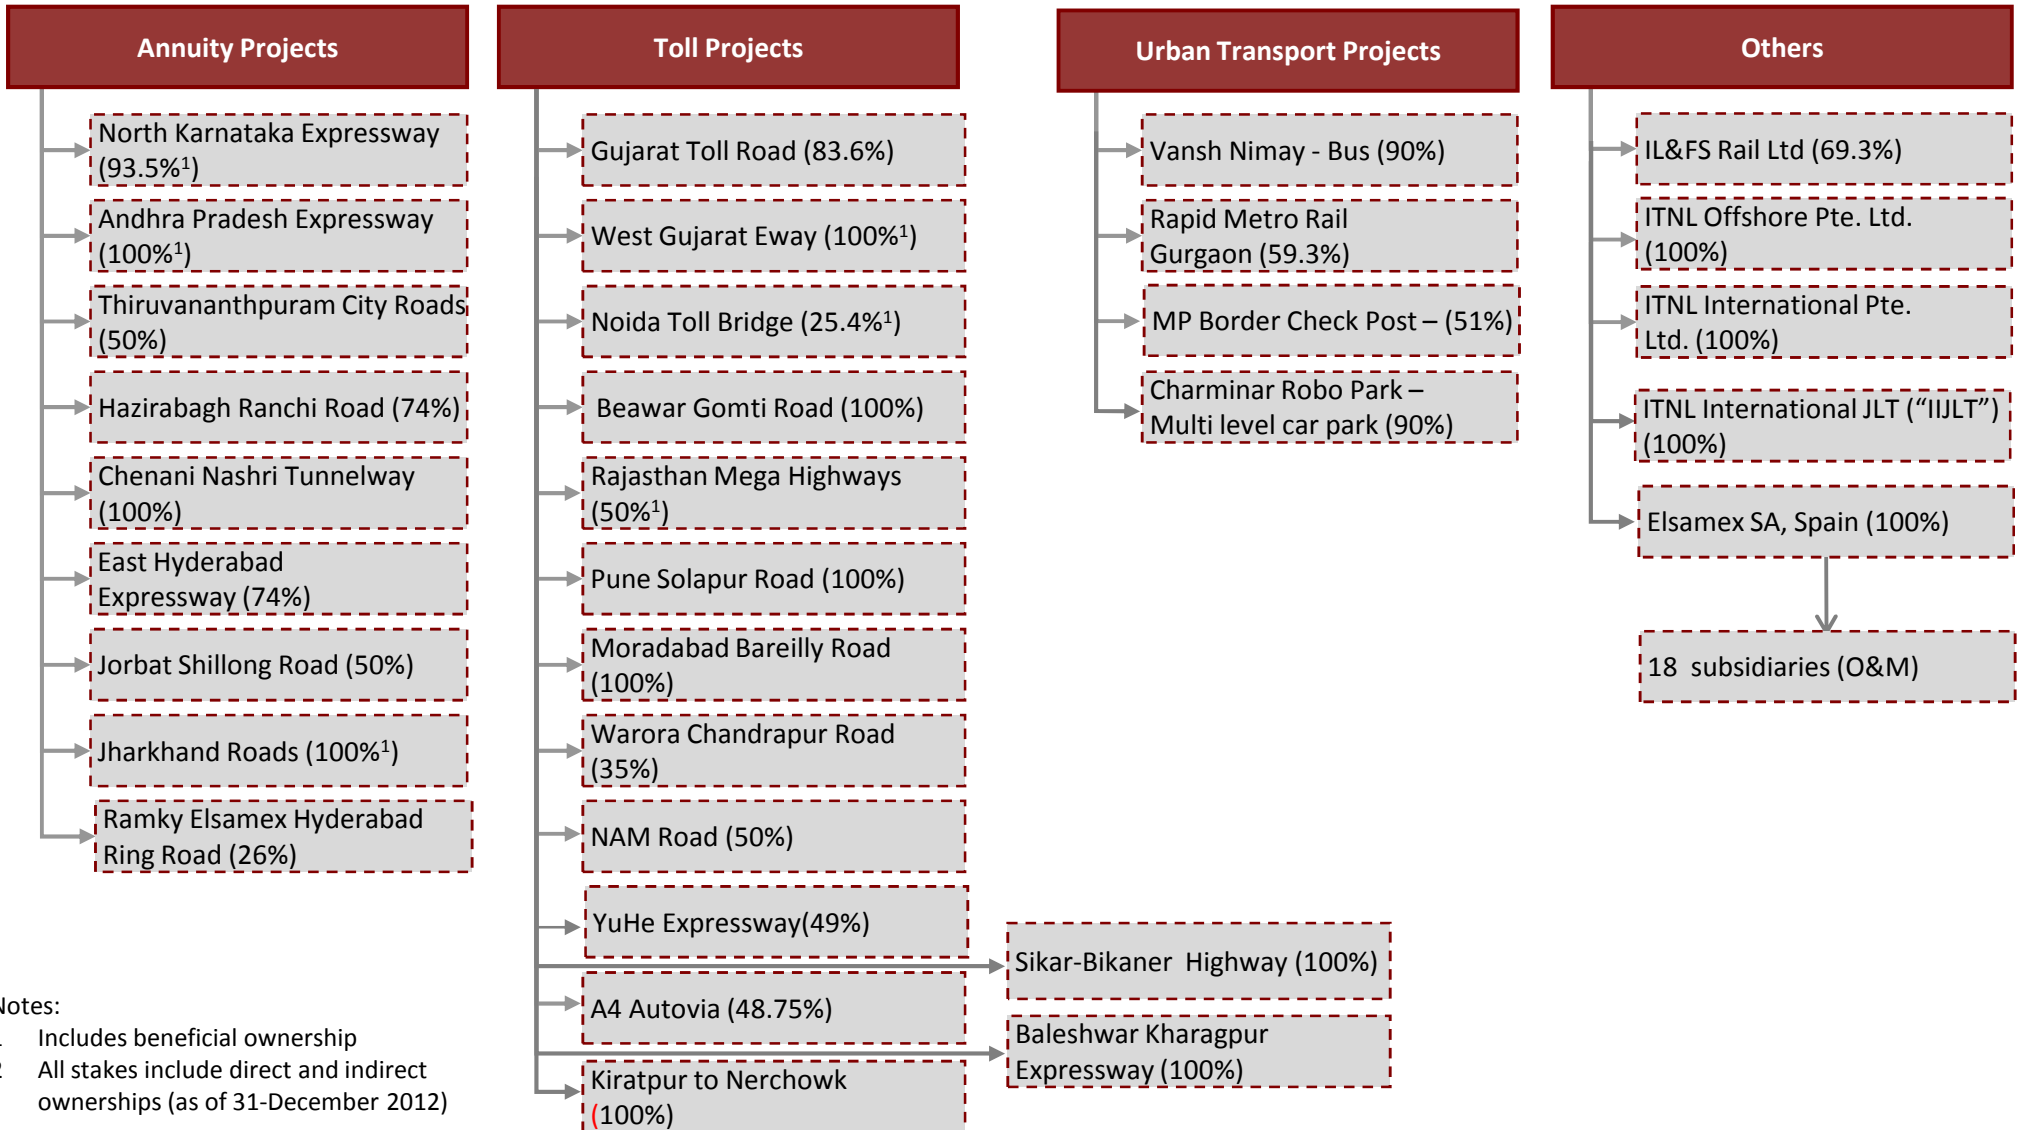 Annuity Projects
North Karnataka Expressway
(93.5%¹)
Andhra Pradesh Expressway
(100%¹)
Thiruvananthpuram City Roads
(50%)
Hazirabagh Ranchi Road (74%)
Chenani Nashri Tunnelway
(100%)
East Hyderabad
Expressway (74%)
Jorbat Shillong Road (50%)
Jharkhand Roads (100%¹)
Ramky Elsamex Hyderabad
Ring Road (26%)
Toll Projects
Gujarat Toll Road (83.6%)
West Gujarat Eway (100%¹)
Noida Toll Bridge (25.4%¹)
Beawar Gomti Road (100%)
Rajasthan Mega Highways
(50%¹)
Pune Solapur Road (100%)
Moradabad Bareilly Road
(100%)
Warora Chandrapur Road
(35%)
NAM Road (50%)
YuHe Expressway(49%)
Sikar-Bikaner Highway (100%)
A4 Autovia (48.75%)
Baleshwar Kharagpur
Expressway (100%)
Kiratpur to Nerchowk
(100%)
Urban Transport Projects
Vansh Nimay - Bus (90%)
Rapid Metro Rail
Gurgaon (59.3%)
MP Border Check Post – (51%)
Charminar Robo Park –
Multi level car park (90%)
Others
IL&FS Rail Ltd (69.3%)
ITNL Offshore Pte. Ltd.
(100%)
ITNL International Pte.
Ltd. (100%)
ITNL International JLT (“IIJLT”)
(100%)
Elsamex SA, Spain (100%)
18 subsidiaries (O&M)
Notes:
1 Includes beneficial ownership
2 All stakes include direct and indirect
ownerships (as of 31-December 2012)